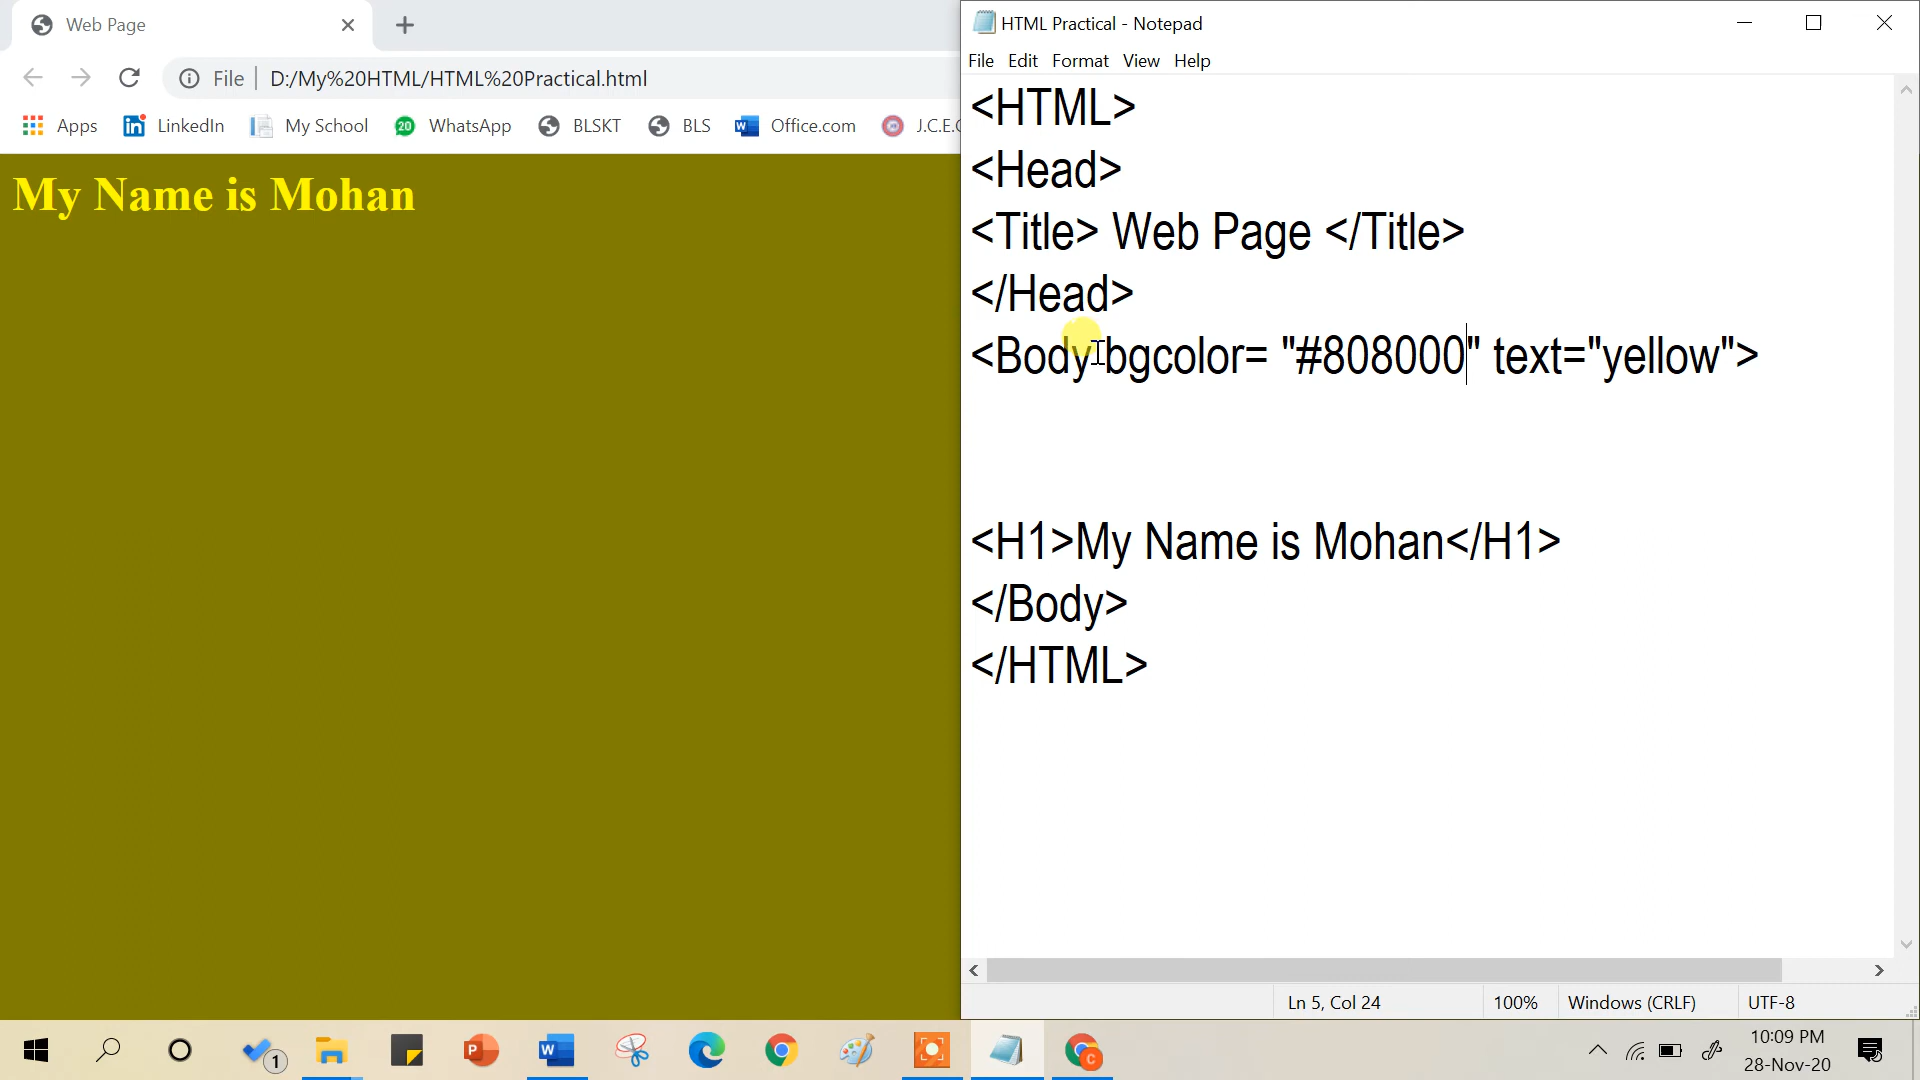 Web Page
File D:/My%20HTML/HTML%20Practical.html
Apps LinkedIn My School 20 WhatsApp BLSKT BLS Office.com J.C.E.C
My Name is Mohan
HTML Practical - Notepad
File Edit Format View Help
<HTML>
<Head>
<Title> Web Page </Title>
</Head>
<Body bgcolor= "#808000" text="yellow">
<H1>My Name is Mohan</H1>
</Body>
</HTML>
Ln 5, Col 24 100% Windows (CRLF) UTF-8
1
10:09 PM
28-Nov-20